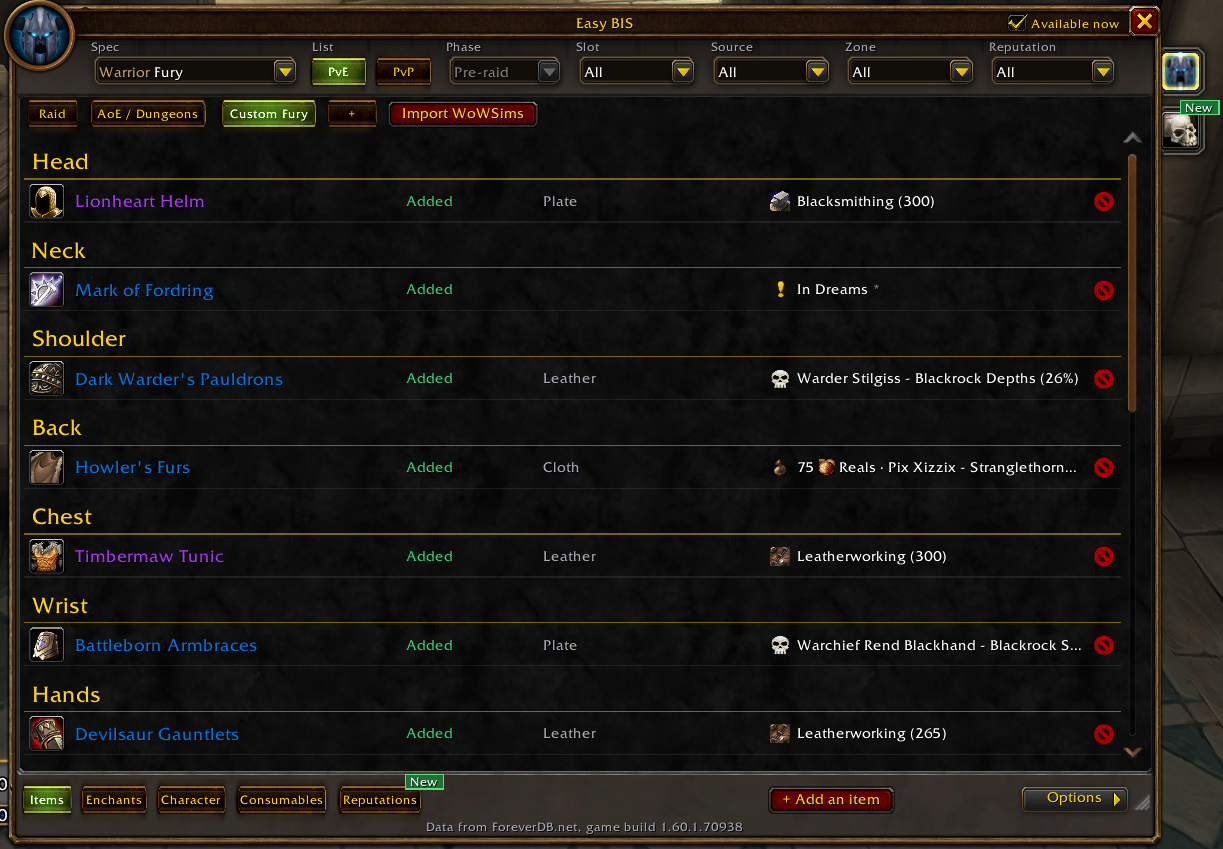 Easy BIS
Available now
Spec List Phase Slot Source Zone Reputation
Warrior Fury PvE PvP Pre-raid All All All All
Raid AoE / Dungeons Custom Fury + Import WoWSims
New
Head
Lionheart Helm Added Plate Blacksmithing (300)
Neck
Mark of Fordring Added In Dreams *
Shoulder
Dark Warder's Pauldrons Added Leather Warder Stilgiss - Blackrock Depths (26%)
Back
Howler's Furs Added Cloth 75 Reals · Pix Xizzix - Stranglethorn...
Chest
Timbermaw Tunic Added Leather Leatherworking (300)
Wrist
Battleborn Armbraces Added Plate Warchief Rend Blackhand - Blackrock S...
Hands
Devilsaur Gauntlets Added Leather Leatherworking (265)
New
Items Enchants Character Consumables Reputations + Add an item Options
Data from ForeverDB.net, game build 1.60.1.70938